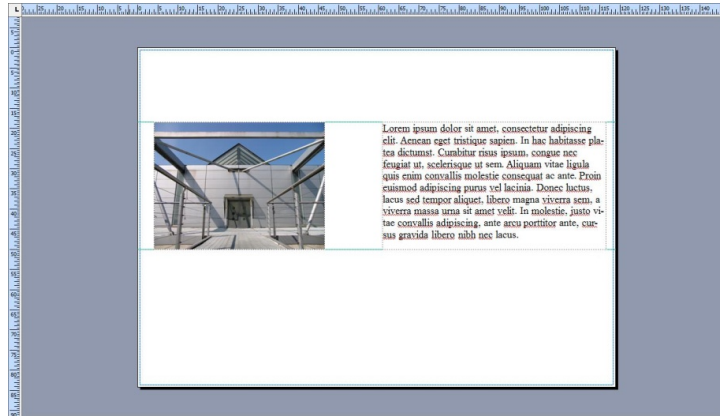 Lorem ipsum dolor sit amet, consectetur adipiscing
elit. Aenean eget tristique sapien. In hac habitasse pla-
tea dictumst. Curabitur risus ipsum, congue nec
feugiat ut, scelerisque ut sem. Aliquam vitae ligula
quis enim convallis molestie consequat ac ante. Proin
euismod adipiscing purus vel lacinia. Donec luctus,
lacus sed tempor aliquet, libero magna viverra sem, a
viverra massa urna sit amet velit. In molestie, justo vi-
tae convallis adipiscing, ante arcu porttitor ante, cur-
sus gravida libero nibh nec lacus.